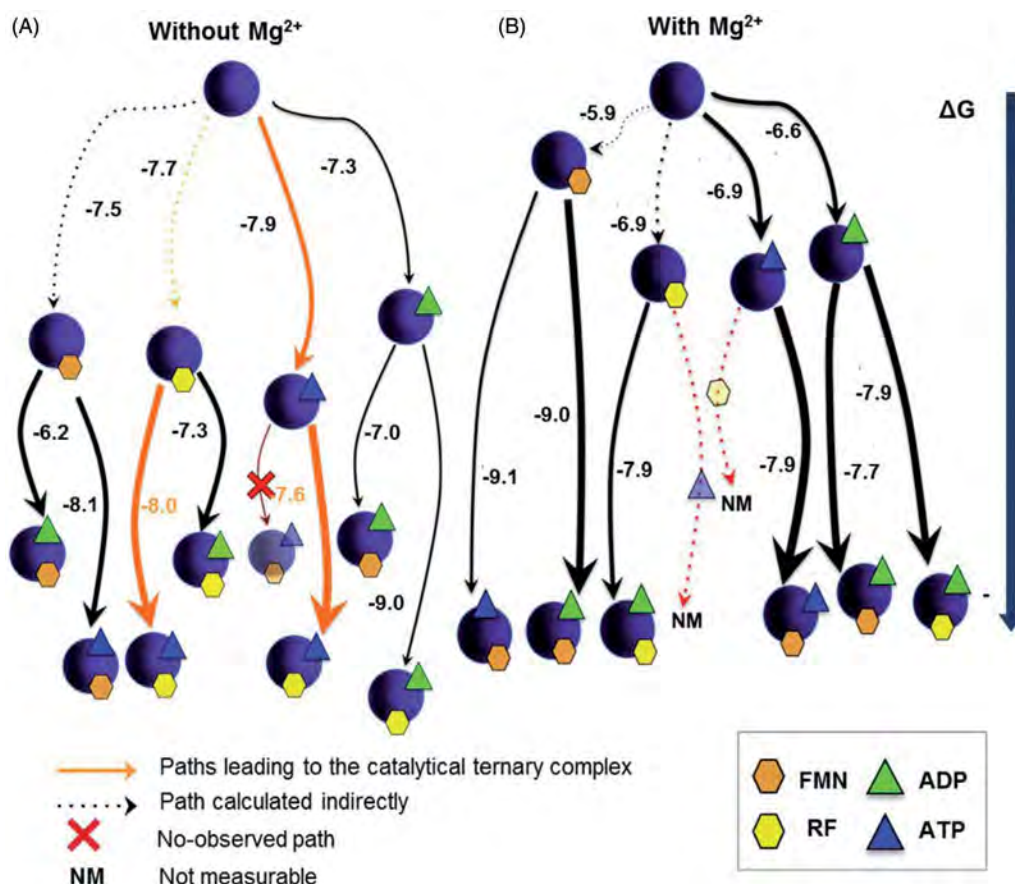 (A)
Without Mg²⁺
-7.5
-7.7
-7.9
-7.3
-6.2
-8.1
-8.0
-7.3
-7.6
-7.0
-9.0
(B)
With Mg²⁺
ΔG
-5.9
-6.9
-6.9
-6.6
-9.1
-9.0
-7.9
NM
NM
-7.9
-7.7
-7.9
-
Paths leading to the catalytical ternary complex
Path calculated indirectly
No-observed path
NM Not measurable
FMN ADP
RF ATP